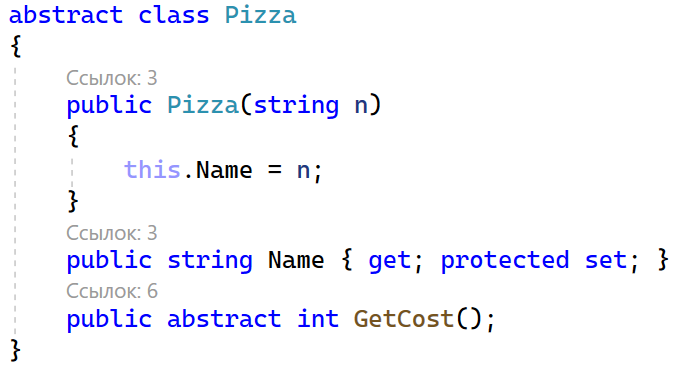 abstract class Pizza
{
Ссылок: 3
public Pizza(string n)
{
this.Name = n;
}
Ссылок: 3
public string Name { get; protected set; }
Ссылок: 6
public abstract int GetCost();
}